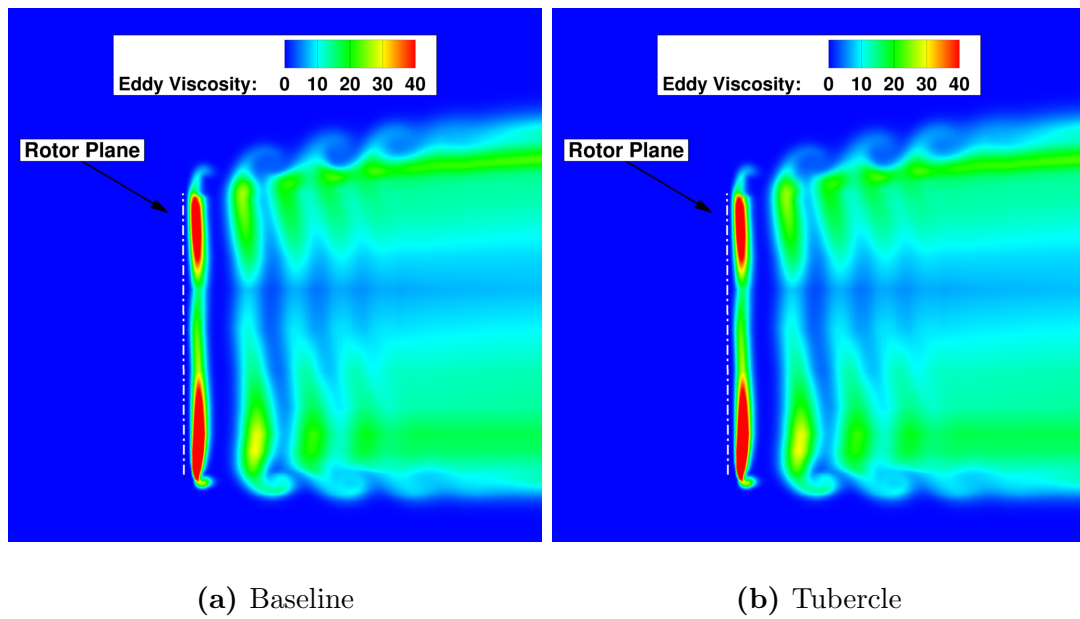 Eddy Viscosity: 0 10 20 30 40
Rotor Plane
Eddy Viscosity: 0 10 20 30 40
Rotor Plane
(a) Baseline
(b) Tubercle